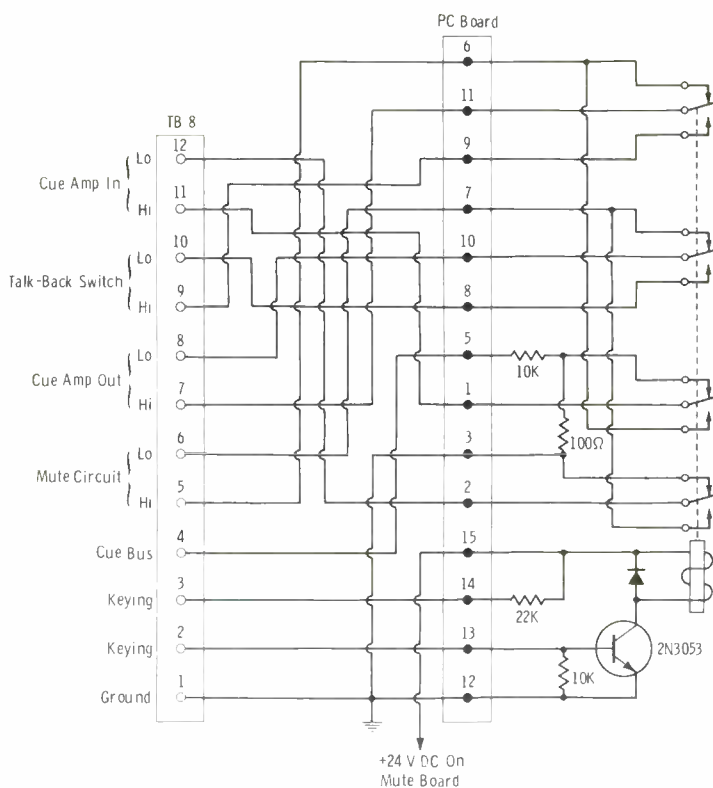 PC Board
6
11
TB 8
12
Lo
9
Cue Amp In
11
7
Hi
10
Lo
10
Talk-Back Switch
9
8
Hi
8
5
Lo
10K
Cue Amp Out
7
1
Hi
6
3
100Ω
Lo
Mute Circuit
5
2
Hi
4
15
Cue Bus
3
14
Keying
22K
2
13
Keying
2N3053
10K
1
12
Ground
+24 V DC On
Mute Board